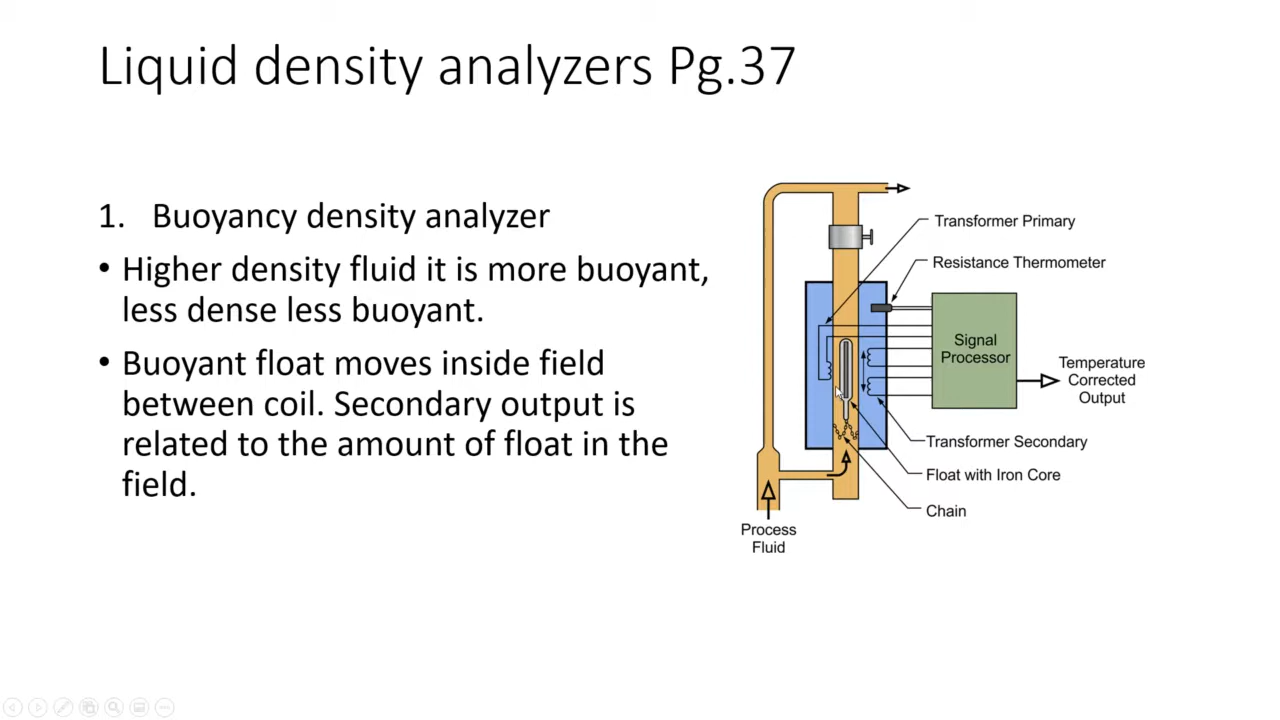 Liquid density analyzers Pg.37
1. Buoyancy density analyzer
• Higher density fluid it is more buoyant,
less dense less buoyant.
• Buoyant float moves inside field
between coil. Secondary output is
related to the amount of float in the
field.
Transformer Primary
Resistance Thermometer
Signal
Processor
Temperature
Corrected
Output
Transformer Secondary
Float with Iron Core
Chain
Process
Fluid